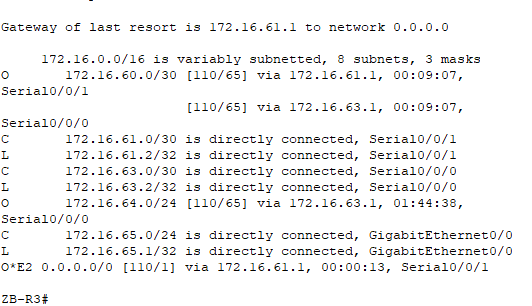 Gateway of last resort is 172.16.61.1 to network 0.0.0.0
172.16.0.0/16 is variably subnetted, 8 subnets, 3 masks
O 172.16.60.0/30 [110/65] via 172.16.61.1, 00:09:07,
Serial0/0/1
[110/65] via 172.16.63.1, 00:09:07,
Serial0/0/0
C 172.16.61.0/30 is directly connected, Serial0/0/1
L 172.16.61.2/32 is directly connected, Serial0/0/1
C 172.16.63.0/30 is directly connected, Serial0/0/0
L 172.16.63.2/32 is directly connected, Serial0/0/0
O 172.16.64.0/24 [110/65] via 172.16.63.1, 01:44:38,
Serial0/0/0
C 172.16.65.0/24 is directly connected, GigabitEthernet0/0
L 172.16.65.1/32 is directly connected, GigabitEthernet0/0
O*E2 0.0.0.0/0 [110/1] via 172.16.61.1, 00:00:13, Serial0/0/1
ZB-R3#